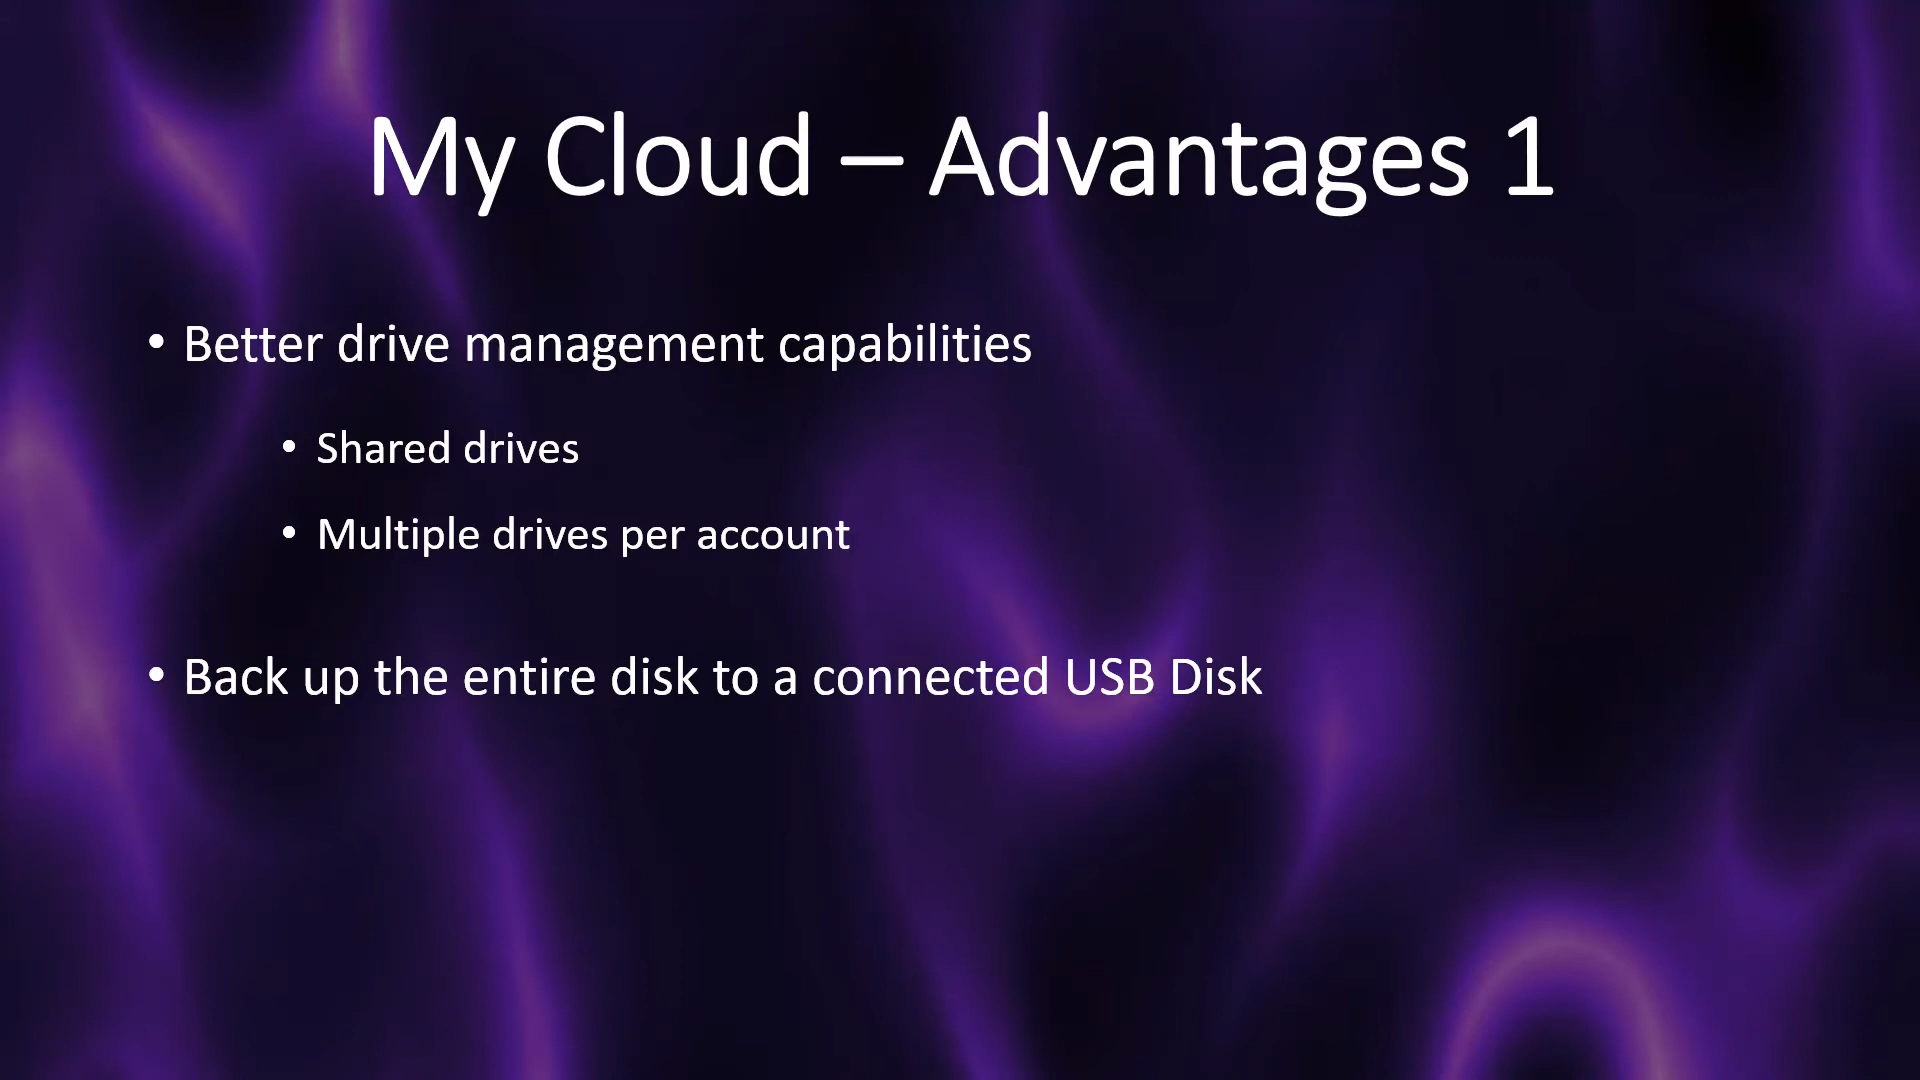 My Cloud – Advantages 1
• Better drive management capabilities
• Shared drives
• Multiple drives per account
• Back up the entire disk to a connected USB Disk